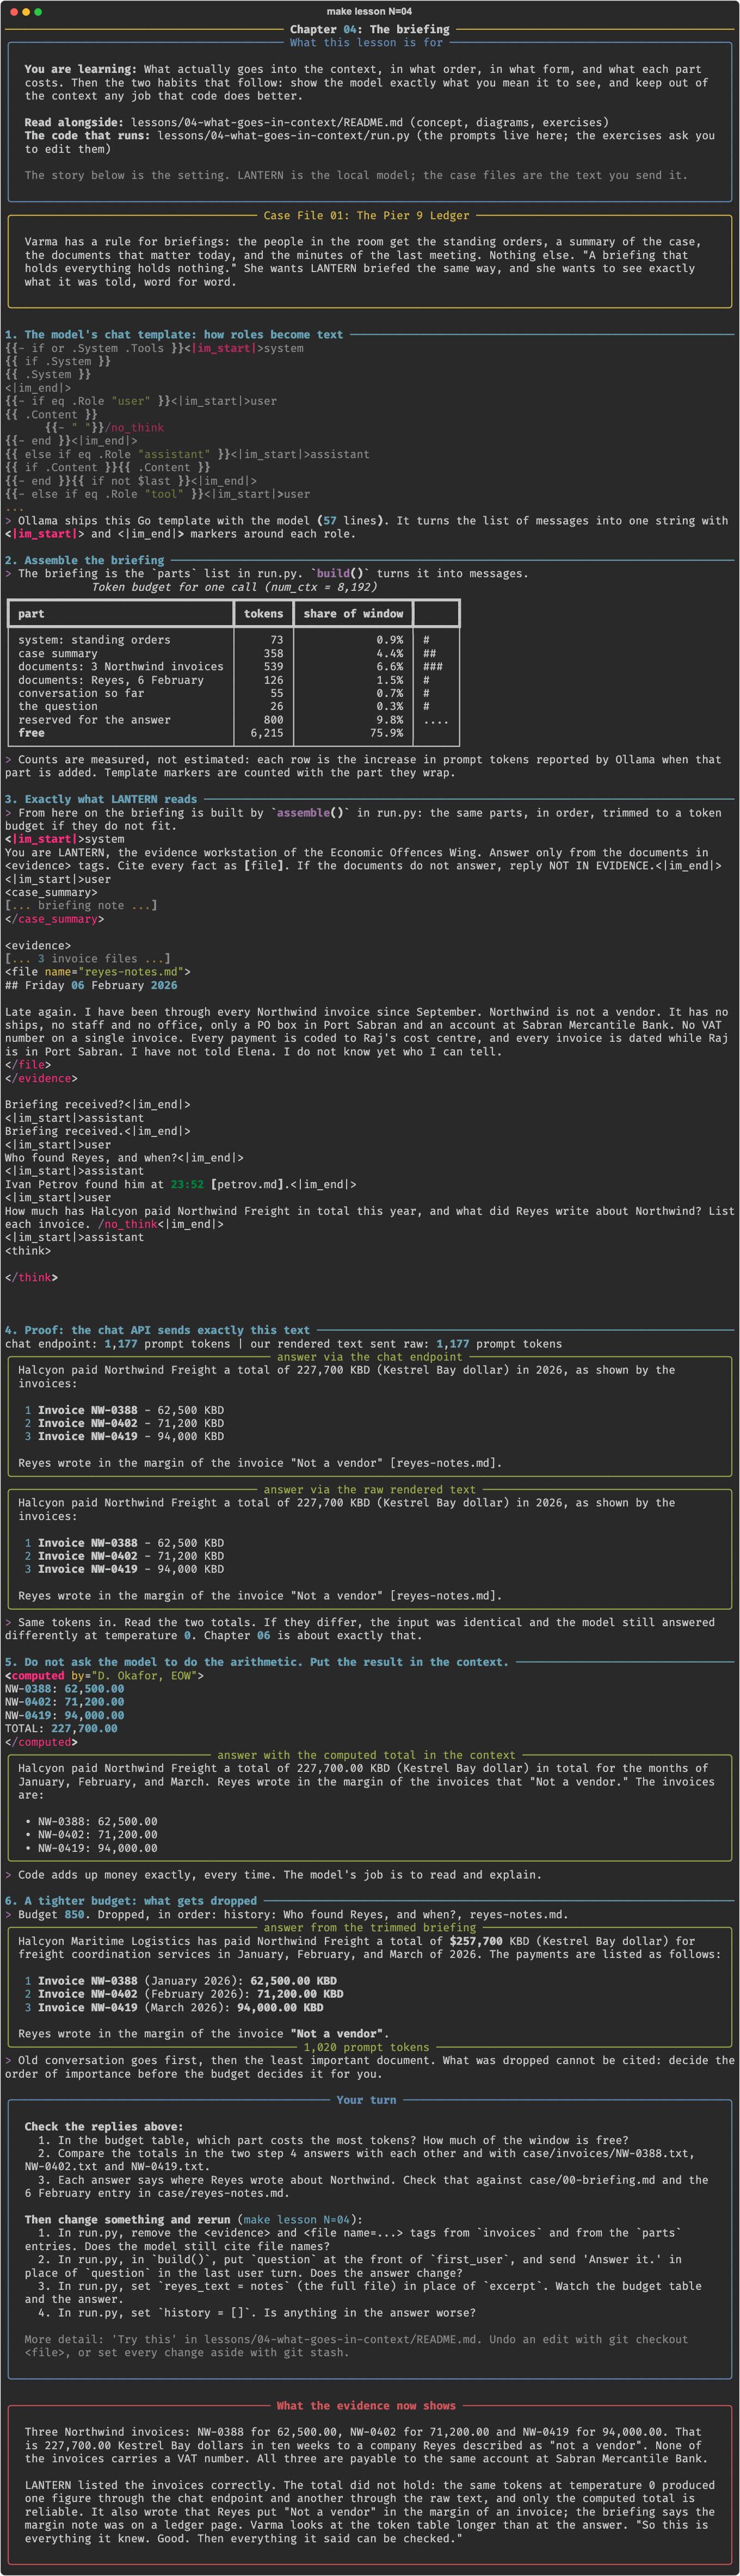 make lesson N=04
Chapter 04: The briefing
What this lesson is for
You are learning: What actually goes into the context, in what order, in what form, and what each part
costs. Then the two habits that follow: show the model exactly what you mean it to see, and keep out of
the context any job that code does better.
Read alongside: lessons/04-what-goes-in-context/README.md (concept, diagrams, exercises)
The code that runs: lessons/04-what-goes-in-context/run.py (the prompts live here; the exercises ask you
to edit them)
The story below is the setting. LANTERN is the local model; the case files are the text you send it.
Case File 01: The Pier 9 Ledger
Varma has a rule for briefings: the people in the room get the standing orders, a summary of the case,
the documents that matter today, and the minutes of the last meeting. Nothing else. "A briefing that
holds everything holds nothing." She wants LANTERN briefed the same way, and she wants to see exactly
what it was told, word for word.
1. The model's chat template: how roles become text
{{- if or .System .Tools }}<|im_start|>system
{{ if .System }}
{{ .System }}
<|im_end|>
{{- if eq .Role "user" }}<|im_start|>user
{{ .Content }}
{{- " "}}/no_think
{{- end }}<|im_end|>
{{ else if eq .Role "assistant" }}<|im_start|>assistant
{{ if .Content }}{{ .Content }}
{{- end }}{{ if not $last }}<|im_end|>
{{- else if eq .Role "tool" }}<|im_start|>user
...
> Ollama ships this Go template with the model (57 lines). It turns the list of messages into one string with
<|im_start|> and <|im_end|> markers around each role.
2. Assemble the briefing
> The briefing is the `parts` list in run.py. `build()` turns it into messages.
Token budget for one call (num_ctx = 8,192)
part tokens share of window
system: standing orders 73 0.9% #
case summary 358 4.4% ##
documents: 3 Northwind invoices 539 6.6% ###
documents: Reyes, 6 February 126 1.5% #
conversation so far 55 0.7% #
the question 26 0.3% #
reserved for the answer 800 9.8% ....
free 6,215 75.9%
> Counts are measured, not estimated: each row is the increase in prompt tokens reported by Ollama when that
part is added. Template markers are counted with the part they wrap.
3. Exactly what LANTERN reads
> From here on the briefing is built by `assemble()` in run.py: the same parts, in order, trimmed to a token
budget if they do not fit.
<|im_start|>system
You are LANTERN, the evidence workstation of the Economic Offences Wing. Answer only from the documents in
<evidence> tags. Cite every fact as [file]. If the documents do not answer, reply NOT IN EVIDENCE.<|im_end|>
<|im_start|>user
<case_summary>
[... briefing note ...]
</case_summary>
<evidence>
[... 3 invoice files ...]
<file name="reyes-notes.md">
## Friday 06 February 2026
Late again. I have been through every Northwind invoice since September. Northwind is not a vendor. It has no
ships, no staff and no office, only a PO box in Port Sabran and an account at Sabran Mercantile Bank. No VAT
number on a single invoice. Every payment is coded to Raj's cost centre, and every invoice is dated while Raj
is in Port Sabran. I have not told Elena. I do not know yet who I can tell.
</file>
</evidence>
Briefing received?<|im_end|>
<|im_start|>assistant
Briefing received.<|im_end|>
<|im_start|>user
Who found Reyes, and when?<|im_end|>
<|im_start|>assistant
Ivan Petrov found him at 23:52 [petrov.md].<|im_end|>
<|im_start|>user
How much has Halcyon paid Northwind Freight in total this year, and what did Reyes write about Northwind? List
each invoice. /no_think<|im_end|>
<|im_start|>assistant
<think>
</think>
4. Proof: the chat API sends exactly this text
chat endpoint: 1,177 prompt tokens | our rendered text sent raw: 1,177 prompt tokens
answer via the chat endpoint
Halcyon paid Northwind Freight a total of 227,700 KBD (Kestrel Bay dollar) in 2026, as shown by the
invoices:
1 Invoice NW-0388 - 62,500 KBD
2 Invoice NW-0402 - 71,200 KBD
3 Invoice NW-0419 - 94,000 KBD
Reyes wrote in the margin of the invoice "Not a vendor" [reyes-notes.md].
answer via the raw rendered text
Halcyon paid Northwind Freight a total of 227,700 KBD (Kestrel Bay dollar) in 2026, as shown by the
invoices:
1 Invoice NW-0388 - 62,500 KBD
2 Invoice NW-0402 - 71,200 KBD
3 Invoice NW-0419 - 94,000 KBD
Reyes wrote in the margin of the invoice "Not a vendor" [reyes-notes.md].
> Same tokens in. Read the two totals. If they differ, the input was identical and the model still answered
differently at temperature 0. Chapter 06 is about exactly that.
5. Do not ask the model to do the arithmetic. Put the result in the context.
<computed by="D. Okafor, EOW">
NW-0388: 62,500.00
NW-0402: 71,200.00
NW-0419: 94,000.00
TOTAL: 227,700.00
</computed>
answer with the computed total in the context
Halcyon paid Northwind Freight a total of 227,700.00 KBD (Kestrel Bay dollar) in total for the months of
January, February, and March. Reyes wrote in the margin of the invoices that "Not a vendor." The invoices
are:
• NW-0388: 62,500.00
• NW-0402: 71,200.00
• NW-0419: 94,000.00
> Code adds up money exactly, every time. The model's job is to read and explain.
6. A tighter budget: what gets dropped
> Budget 850. Dropped, in order: history: Who found Reyes, and when?, reyes-notes.md.
answer from the trimmed briefing
Halcyon Maritime Logistics has paid Northwind Freight a total of $257,700 KBD (Kestrel Bay dollar) for
freight coordination services in January, February, and March of 2026. The payments are listed as follows:
1 Invoice NW-0388 (January 2026): 62,500.00 KBD
2 Invoice NW-0402 (February 2026): 71,200.00 KBD
3 Invoice NW-0419 (March 2026): 94,000.00 KBD
Reyes wrote in the margin of the invoice "Not a vendor".
1,020 prompt tokens
> Old conversation goes first, then the least important document. What was dropped cannot be cited: decide the
order of importance before the budget decides it for you.
Your turn
Check the replies above:
1. In the budget table, which part costs the most tokens? How much of the window is free?
2. Compare the totals in the two step 4 answers with each other and with case/invoices/NW-0388.txt,
NW-0402.txt and NW-0419.txt.
3. Each answer says where Reyes wrote about Northwind. Check that against case/00-briefing.md and the
6 February entry in case/reyes-notes.md.
Then change something and rerun (make lesson N=04):
1. In run.py, remove the <evidence> and <file name=...> tags from `invoices` and from the `parts`
entries. Does the model still cite file names?
2. In run.py, in `build()`, put `question` at the front of `first_user`, and send 'Answer it.' in
place of `question` in the last user turn. Does the answer change?
3. In run.py, set `reyes_text = notes` (the full file) in place of `excerpt`. Watch the budget table
and the answer.
4. In run.py, set `history = []`. Is anything in the answer worse?
More detail: 'Try this' in lessons/04-what-goes-in-context/README.md. Undo an edit with git checkout
<file>, or set every change aside with git stash.
What the evidence now shows
Three Northwind invoices: NW-0388 for 62,500.00, NW-0402 for 71,200.00 and NW-0419 for 94,000.00. That
is 227,700.00 Kestrel Bay dollars in ten weeks to a company Reyes described as "not a vendor". None of
the invoices carries a VAT number. All three are payable to the same account at Sabran Mercantile Bank.
LANTERN listed the invoices correctly. The total did not hold: the same tokens at temperature 0 produced
one figure through the chat endpoint and another through the raw text, and only the computed total is
reliable. It also wrote that Reyes put "Not a vendor" in the margin of an invoice; the briefing says the
margin note was on a ledger page. Varma looks at the token table longer than at the answer. "So this is
everything it knew. Good. Then everything it said can be checked."